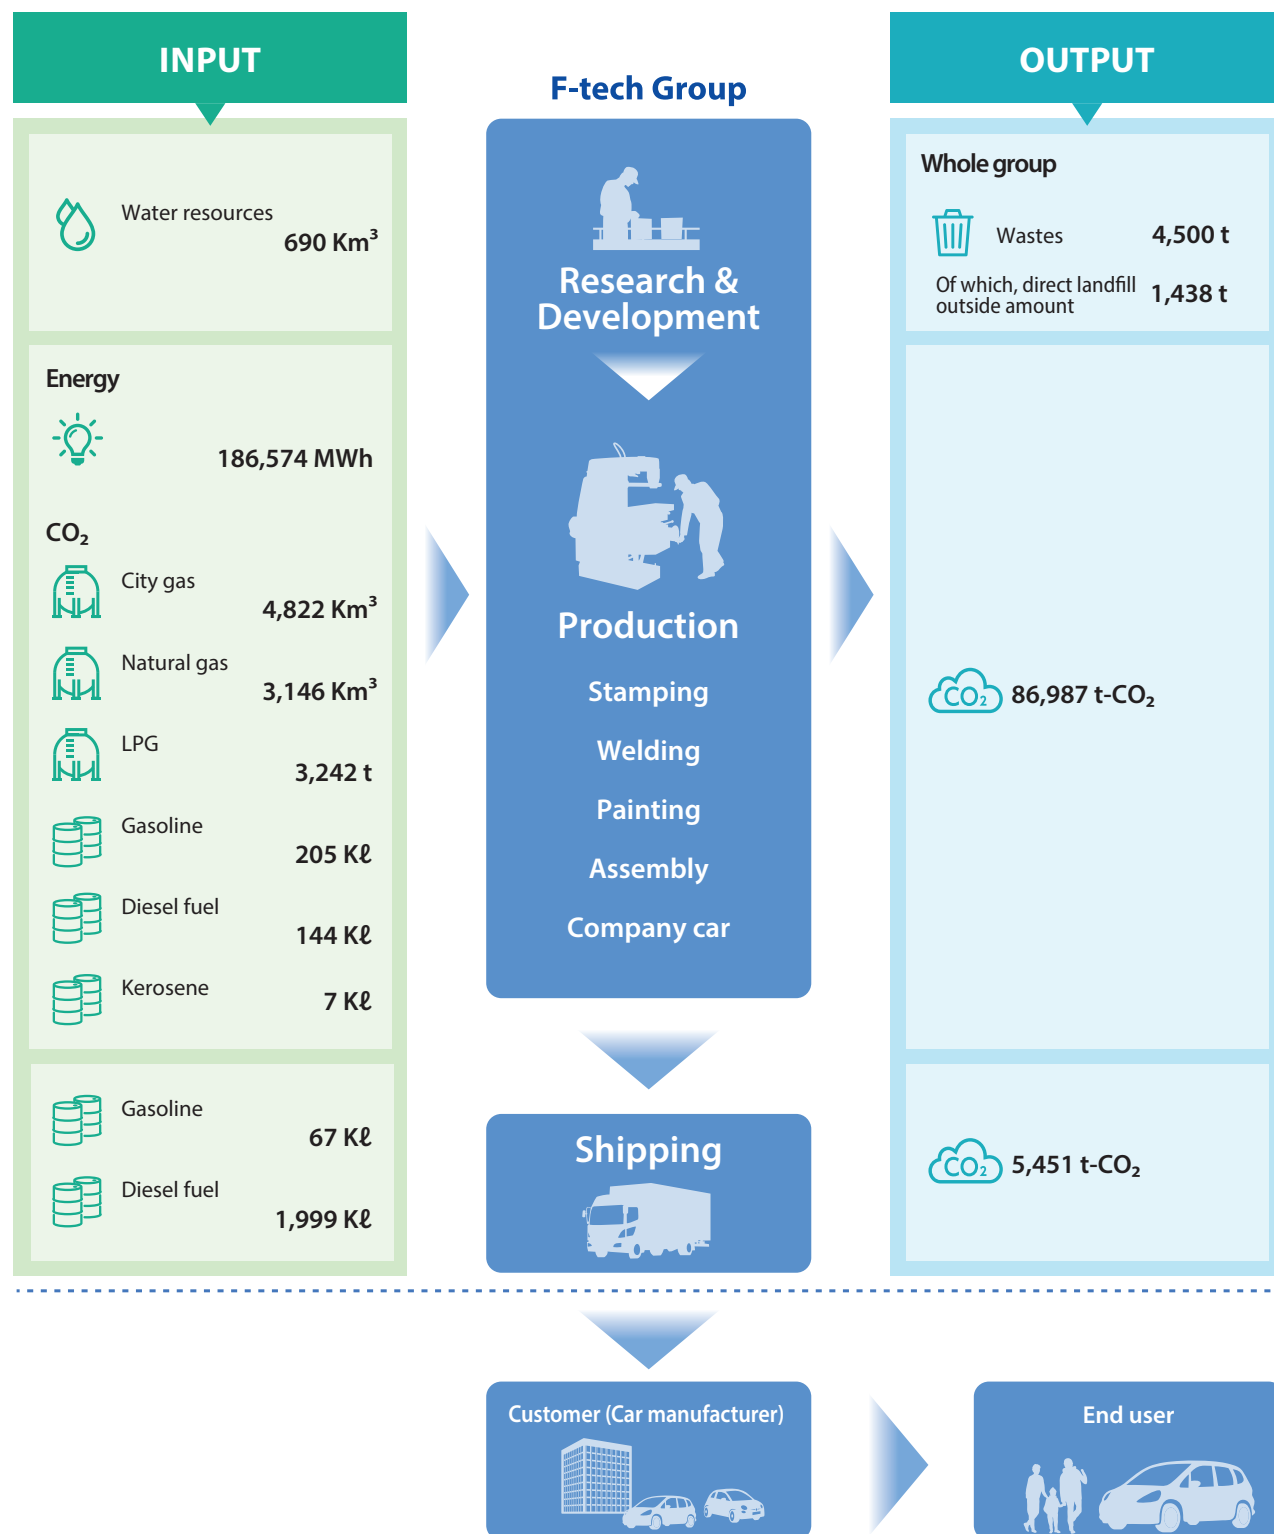 INPUT
Water resources
690 Km³
Energy
186,574 MWh
CO₂
City gas
4,822 Km³
Natural gas
3,146 Km³
LPG
3,242 t
Gasoline
205 Kℓ
Diesel fuel
144 Kℓ
Kerosene
7 Kℓ
Gasoline
67 Kℓ
Diesel fuel
1,999 Kℓ
F-tech Group
Research &
Development
Production
Stamping
Welding
Painting
Assembly
Company car
Shipping
OUTPUT
Whole group
Wastes 4,500 t
Of which, direct landfill
outside amount 1,438 t
CO₂ 86,987 t-CO₂
CO₂ 5,451 t-CO₂
Customer (Car manufacturer)
End user